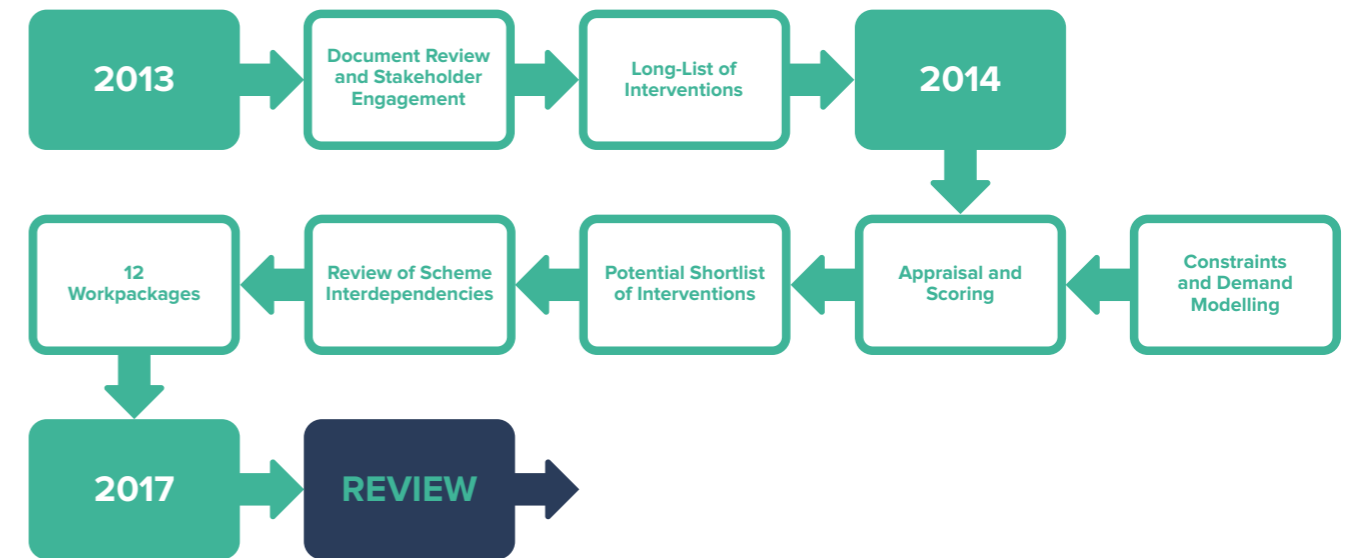 2013
Document Review
and Stakeholder
Engagement
Long-List of
Interventions
2014
12
Workpackages
Review of Scheme
Interdependencies
Potential Shortlist
of Interventions
Appraisal and
Scoring
Constraints
and Demand
Modelling
2017
REVIEW